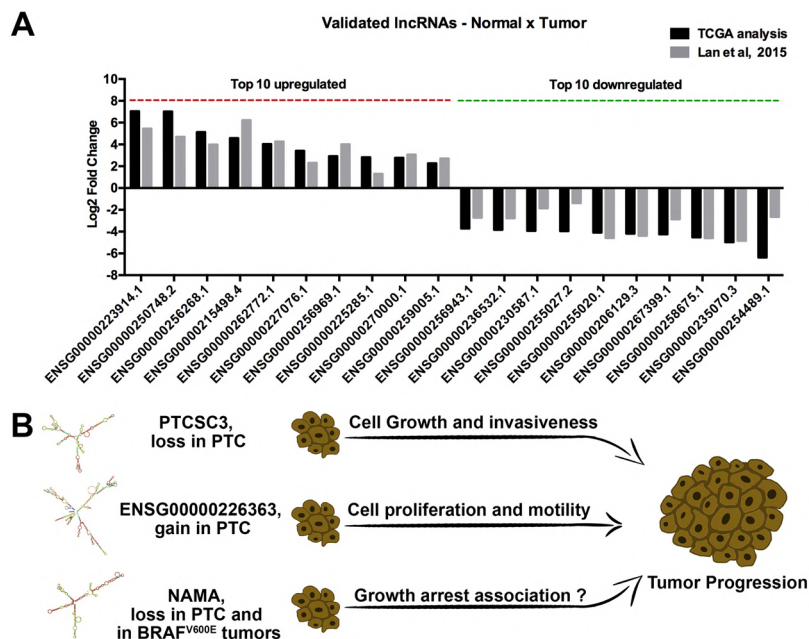 A
Validated lncRNAs - Normal x Tumor
TCGA analysis
Lan et al, 2015
Top 10 upregulated
Top 10 downregulated
Log2 Fold Change
10
8
6
4
2
0
-2
-4
-6
-8
ENSG00000223914.1
ENSG00000250748.2
ENSG00000256268.1
ENSG00000215498.4
ENSG00000262772.1
ENSG00000227076.1
ENSG00000256969.1
ENSG00000225285.1
ENSG00000270000.1
ENSG00000259005.1
ENSG00000256943.1
ENSG00000236532.1
ENSG00000230587.1
ENSG00000255027.2
ENSG00000255020.1
ENSG00000206129.3
ENSG00000267399.1
ENSG00000258675.1
ENSG00000235070.3
ENSG00000254489.1
B
PTCSC3,
loss in PTC
Cell Growth and invasiveness
ENSG00000226363,
gain in PTC
Cell proliferation and motility
NAMA,
loss in PTC and
in BRAFV600E tumors
Growth arrest association ?
Tumor Progression